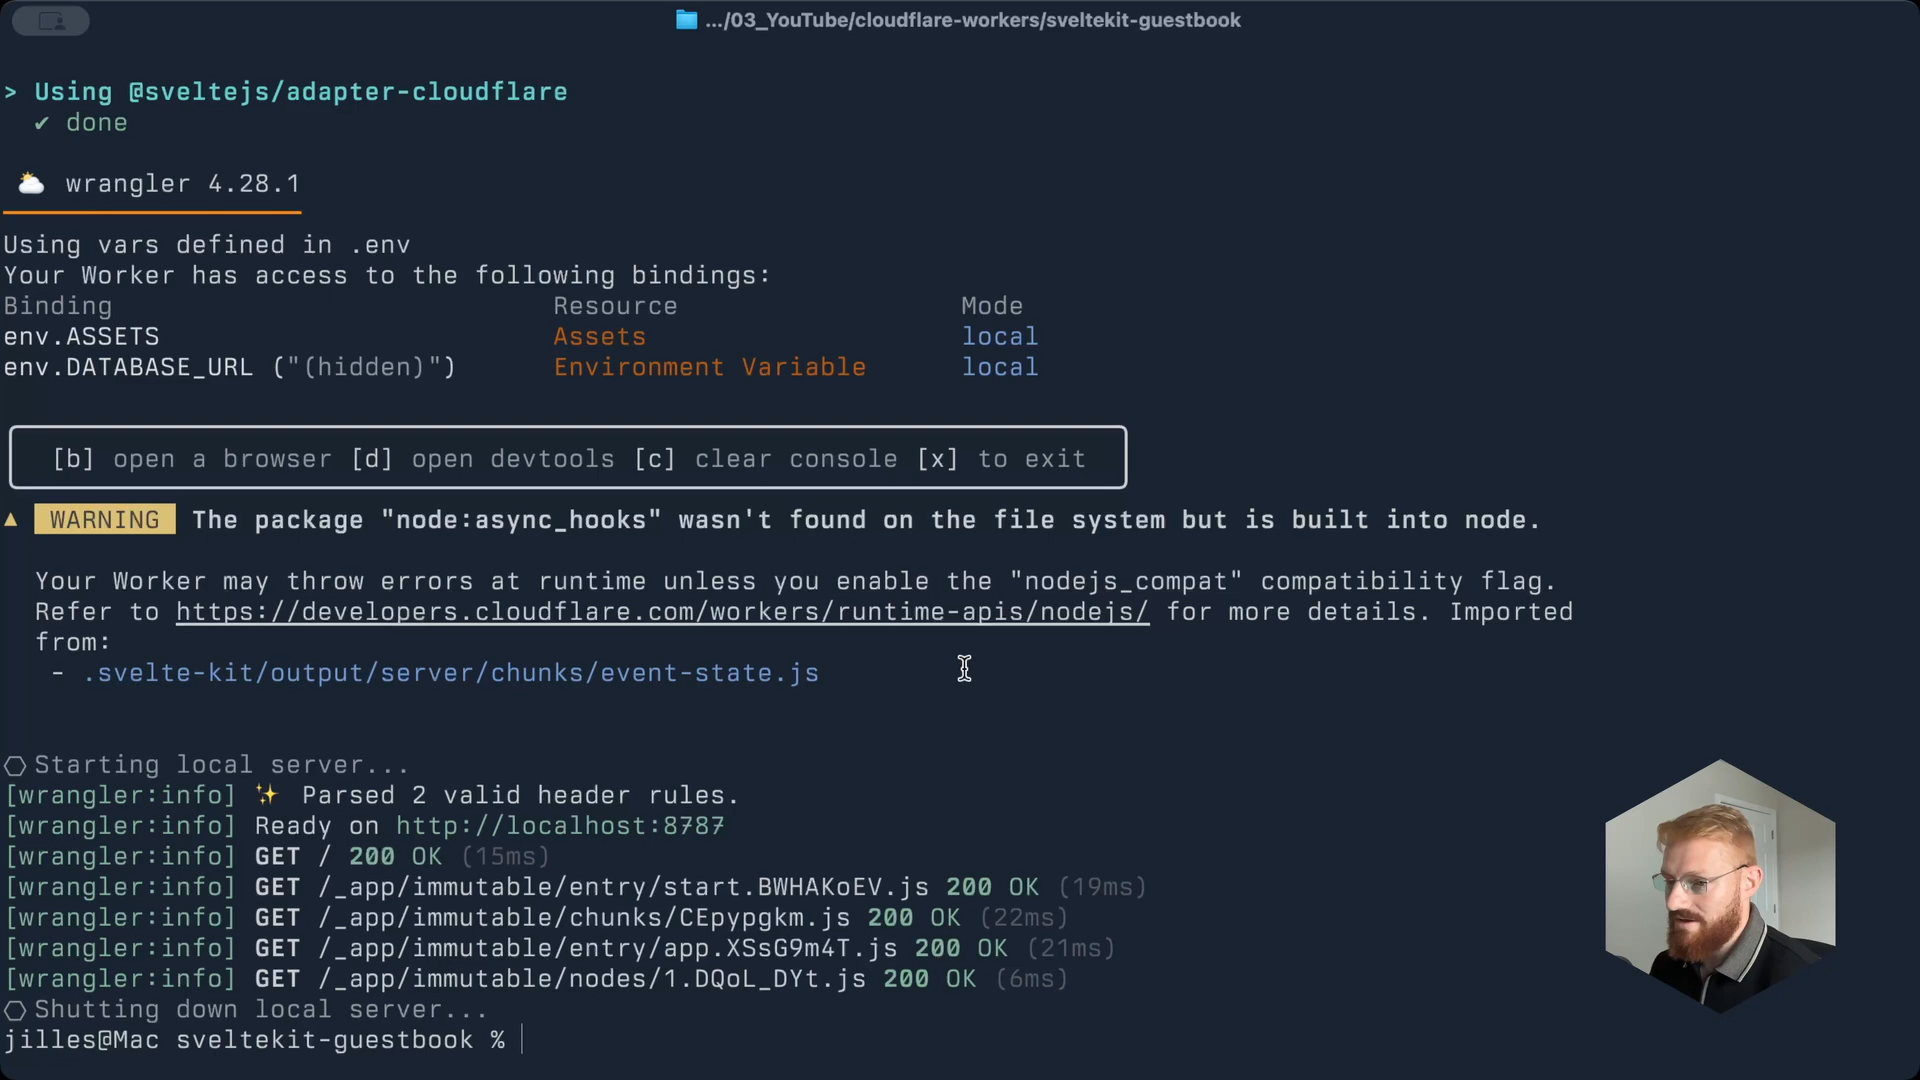 .../03_YouTube/cloudflare-workers/sveltekit-guestbook
> Using @sveltejs/adapter-cloudflare
✔ done
wrangler 4.28.1
Using vars defined in .env
Your Worker has access to the following bindings:
Binding Resource Mode
env.ASSETS Assets local
env.DATABASE_URL ("(hidden)") Environment Variable local
[b] open a browser [d] open devtools [c] clear console [x] to exit
▲ WARNING The package "node:async_hooks" wasn't found on the file system but is built into node.
Your Worker may throw errors at runtime unless you enable the "nodejs_compat" compatibility flag.
Refer to https://developers.cloudflare.com/workers/runtime-apis/nodejs/ for more details. Imported
from:
- .svelte-kit/output/server/chunks/event-state.js
Starting local server...
[wrangler:info] ✨ Parsed 2 valid header rules.
[wrangler:info] Ready on http://localhost:8787
[wrangler:info] GET / 200 OK (15ms)
[wrangler:info] GET /_app/immutable/entry/start.BWHAKoEV.js 200 OK (19ms)
[wrangler:info] GET /_app/immutable/chunks/CEpypgkm.js 200 OK (22ms)
[wrangler:info] GET /_app/immutable/entry/app.XSsG9m4T.js 200 OK (21ms)
[wrangler:info] GET /_app/immutable/nodes/1.DQoL_DYt.js 200 OK (6ms)
Shutting down local server...
jilles@Mac sveltekit-guestbook %